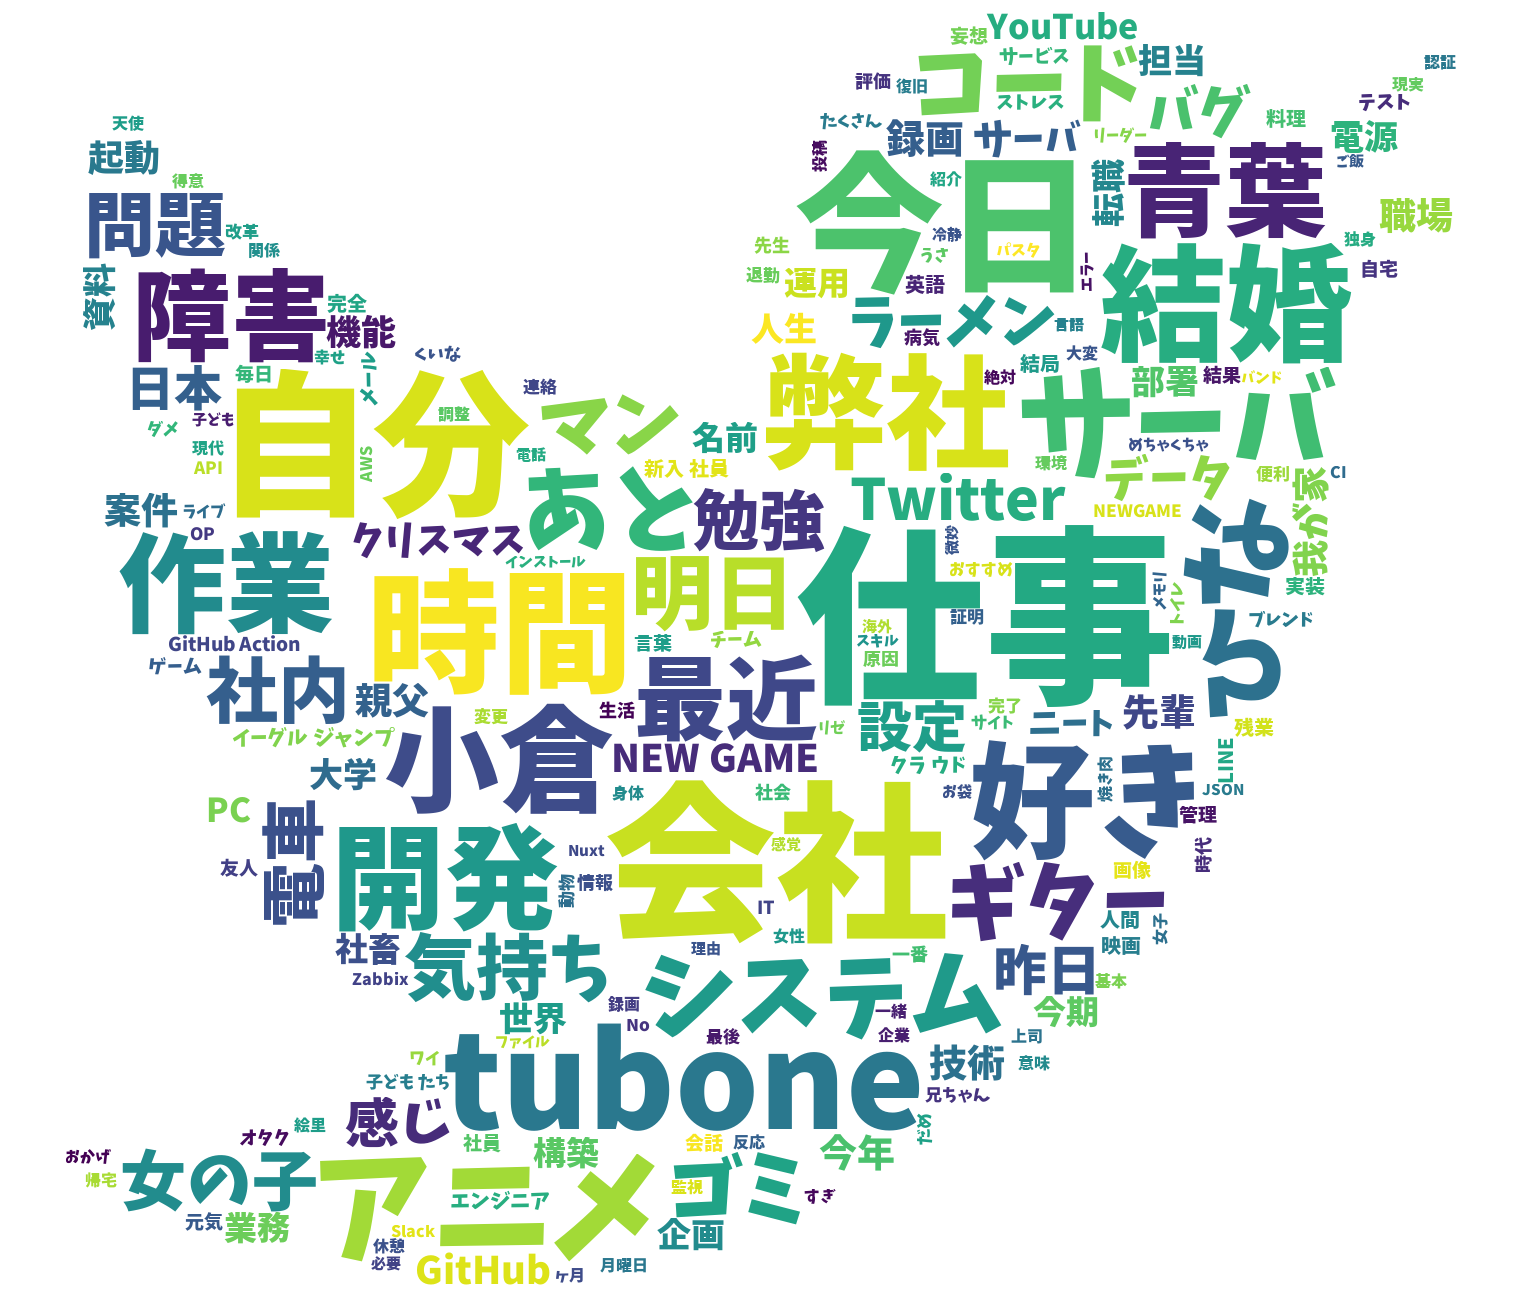 YouTube
妄想
コード
サービス
担当
認証
評価
復旧
ストレス
バグ
現実
テスト
天使
たくさん
録画
サーバ
リーダー
料理
電源
起動
投稿
今日
青葉
ご飯
得意
紹介
転職
問題
改革
関係
職場
冷静
先生
うさ
パスタ
独身
資料
障害
退勤
運用
英語
エラー
結婚
自宅
完全
機能
人生
ラーメン
言語
病気
幸せ
くいな
メール
結局
大変
日本
毎日
自分
連絡
弊社
絶対
サーバ
部署
結果
バンド
子ども
調整
マン
ダメ
名前
めちゃくちゃ
現代
API
AWS
電話
新入 社員
環境
データ
便利
CI
我が家
案件
ライブ
OP
クリスマス
あと
勉強
Twitter
NEWGAME
微妙
作業
インストール
時間
明日
仕事
おすすめ
メモリ
トイレ
なん
実装
証明
ブレンド
GitHub Action
言葉
チーム
海外
スキル
原因
動画
ゲーム
社内
親父
最近
生活
変更
小倉
リゼ
設定
完了
サイト
ニート
先輩
残業
イーグル ジャンプ
大学
NEW GAME
クラ ウド
LINE
PC
身体
社会
会社
お袋
好き
焼き肉
JSON
管理
電車
開発
感覚
時代
友人
Nuxt
動物
情報
画像
IT
ギター
人間
女子
社畜
気持ち
女性
理由
一番
映画
Zabbix
システム
昨日
基本
録画
世界
No
最後
一緒
企業
今期
上司
ファイル
ワイ
tubone
技術
意味
子ども たち
兄ちゃん
感じ
だめ
絵里
オタク
社員
構築
会話
反応
今年
おかげ
女の子
帰宅
アニメ
エンジニア
ゴミ
監視
すぎ
元気
業務
Slack
企画
休憩
必要
GitHub
ケ月
月曜日